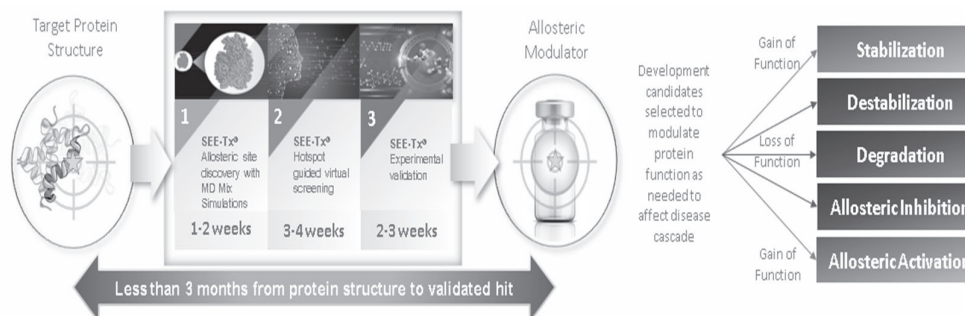 Target Protein
Structure
1
SEE-Tx®
Allosteric site
discovery with
MD Mix
Simulations
1-2 weeks
2
SEE-Tx®
Hotspot
guided virtual
screening
3-4 weeks
3
SEE-Tx®
Experimental
validation
2-3 weeks
Less than 3 months from protein structure to validated hit
Allosteric
Modulator
Development
candidates
selected to
modulate
protein
function as
needed to
affect disease
cascade
Gain of
Function
Loss of
Function
Gain of
Function
Stabilization
Destabilization
Degradation
Allosteric Inhibition
Allosteric Activation